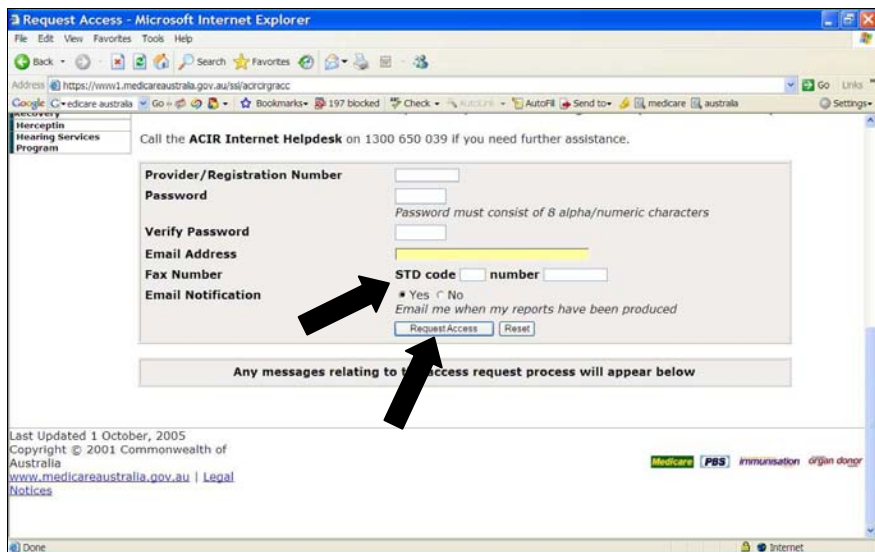 Request Access - Microsoft Internet Explorer
File Edit View Favorites Tools Help
Back Search Favorites
Address https://www1.medicareaustralia.gov.au/ssl/acircirgracc Go Links
Google edicare australia Go Bookmarks 197 blocked Check AutoFill Send to medicare australia Settings
Recovery
Herceptin
Hearing Services
Program
Call the ACIR Internet Helpdesk on 1300 650 039 if you need further assistance.
Provider/Registration Number
Password
Password must consist of 8 alpha/numeric characters
Verify Password
Email Address
Fax Number STD code number
Email Notification Yes No
Email me when my reports have been produced
Request Access Reset
Any messages relating to access request process will appear below
Last Updated 1 October, 2005
Copyright © 2001 Commonwealth of
Australia
www.medicareaustralia.gov.au | Legal
Notices
Medicare PBS immunisation organ donor
Done Internet